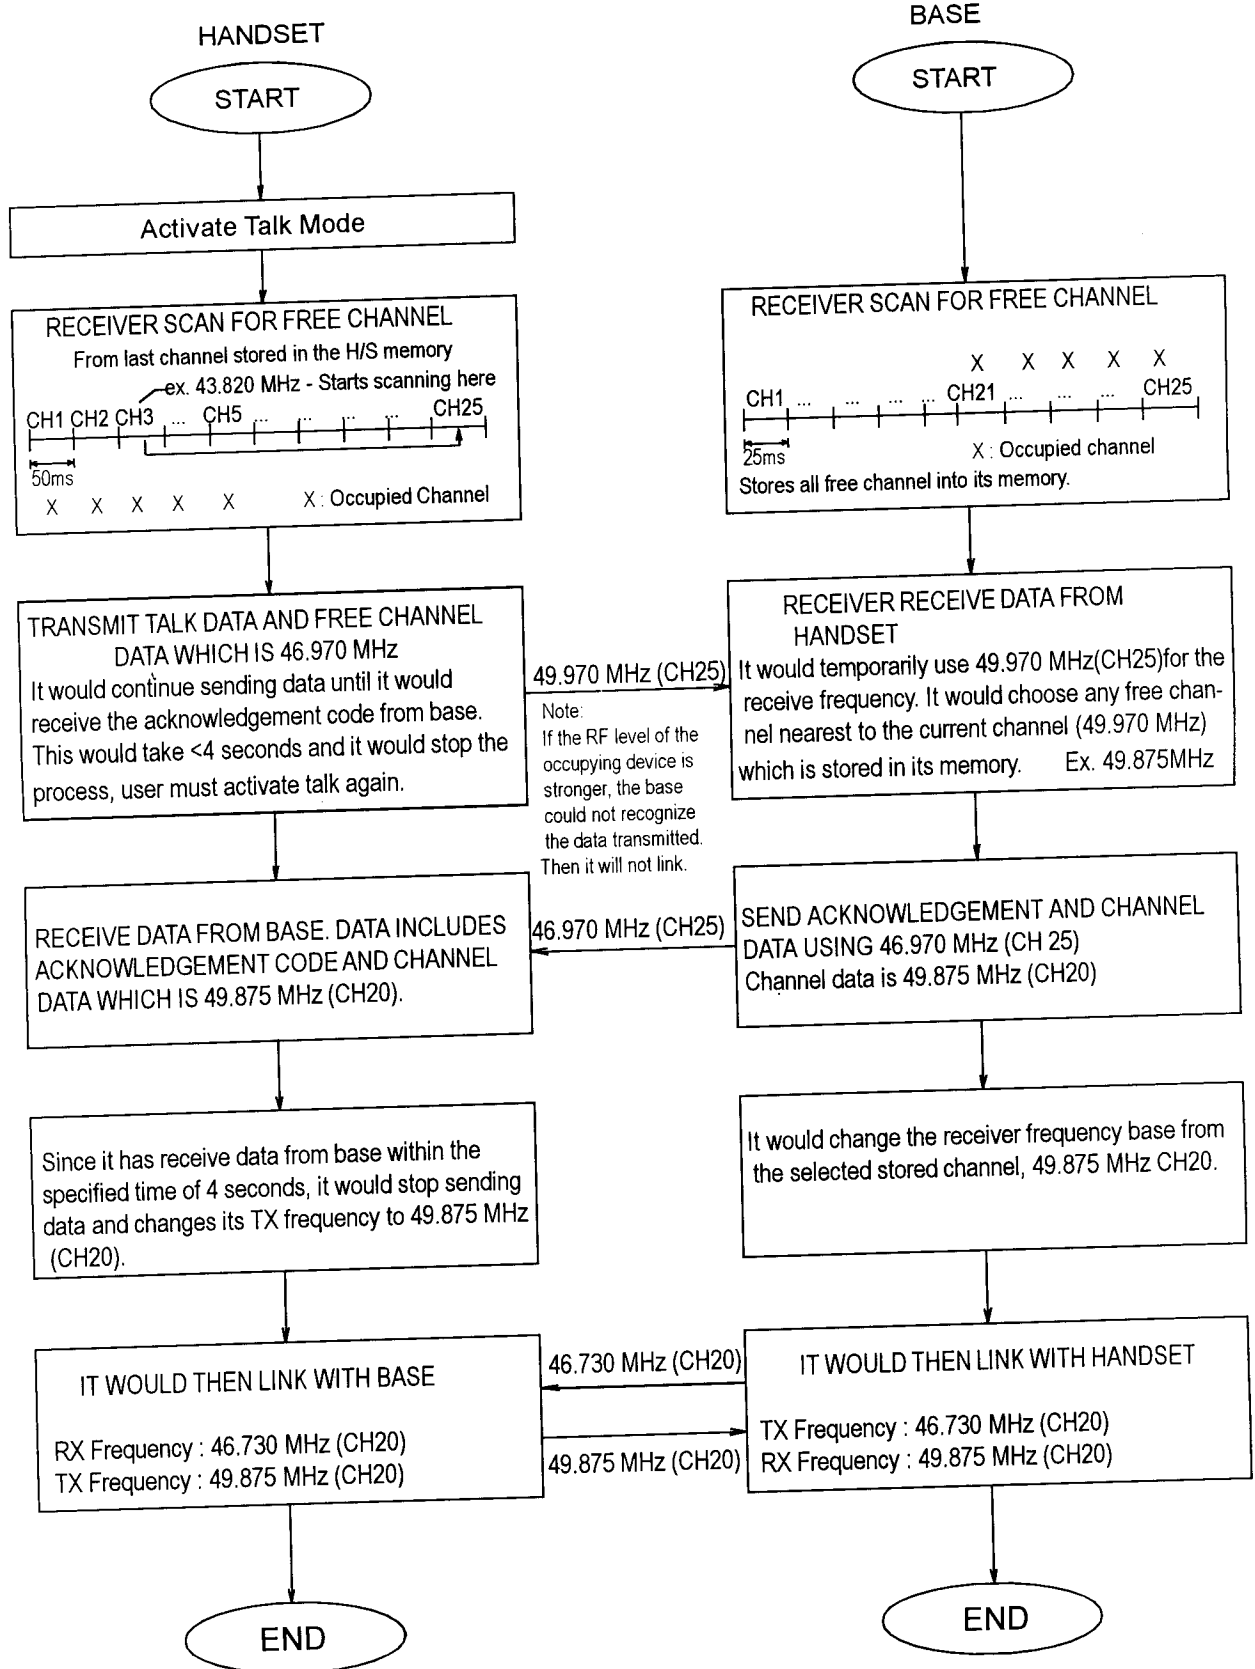 HANDSET
START
Activate Talk Mode
RECEIVER SCAN FOR FREE CHANNEL
From last channel stored in the H/S memory
ex. 43.820 MHz - Starts scanning here
CH1 CH2 CH3 ... CH5 ... ... ... ... CH25
50ms
X X X X X X : Occupied Channel
TRANSMIT TALK DATA AND FREE CHANNEL
DATA WHICH IS 46.970 MHz
It would continue sending data until it would
receive the acknowledgement code from base.
This would take <4 seconds and it would stop the
process, user must activate talk again.
RECEIVE DATA FROM BASE. DATA INCLUDES
ACKNOWLEDGEMENT CODE AND CHANNEL
DATA WHICH IS 49.875 MHz (CH20).
Since it has receive data from base within the
specified time of 4 seconds, it would stop sending
data and changes its TX frequency to 49.875 MHz
(CH20).
IT WOULD THEN LINK WITH BASE
RX Frequency : 46.730 MHz (CH20)
TX Frequency : 49.875 MHz (CH20)
END
49.970 MHz (CH25)
Note:
If the RF level of the
occupying device is
stronger, the base
could not recognize
the data transmitted.
Then it will not link.
46.970 MHz (CH25)
46.730 MHz (CH20)
49.875 MHz (CH20)
BASE
START
RECEIVER SCAN FOR FREE CHANNEL
X X X X X
CH1 ... ... ... ... CH21 ... ... ... CH25
25ms
X : Occupied channel
Stores all free channel into its memory.
RECEIVER RECEIVE DATA FROM
HANDSET
It would temporarily use 49.970 MHz(CH25)for the
receive frequency. It would choose any free chan-
nel nearest to the current channel (49.970 MHz)
which is stored in its memory. Ex. 49.875MHz
SEND ACKNOWLEDGEMENT AND CHANNEL
DATA USING 46.970 MHz (CH 25)
Channel data is 49.875 MHz (CH20)
It would change the receiver frequency base from
the selected stored channel, 49.875 MHz CH20.
IT WOULD THEN LINK WITH HANDSET
TX Frequency : 46.730 MHz (CH20)
RX Frequency : 49.875 MHz (CH20)
END